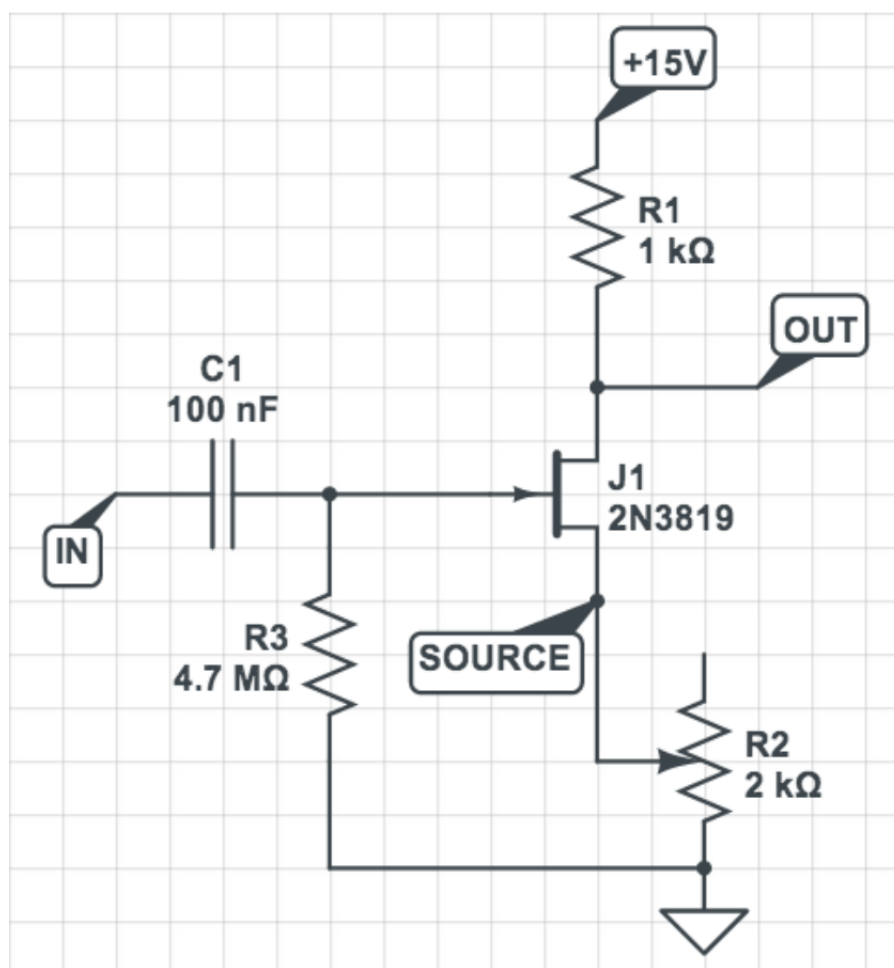 +15V
R1
1 kΩ
OUT
C1
100 nF
J1
2N3819
IN
R3
4.7 MΩ
SOURCE
R2
2 kΩ